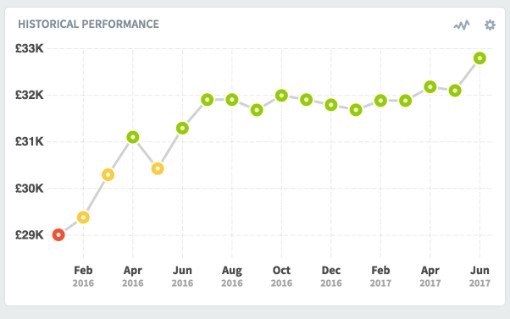 HISTORICAL PERFORMANCE
£33K
£32K
£31K
£30K
£29K
Feb Apr Jun Aug Oct Dec Feb Apr Jun
2016 2016 2016 2016 2016 2016 2017 2017 2017